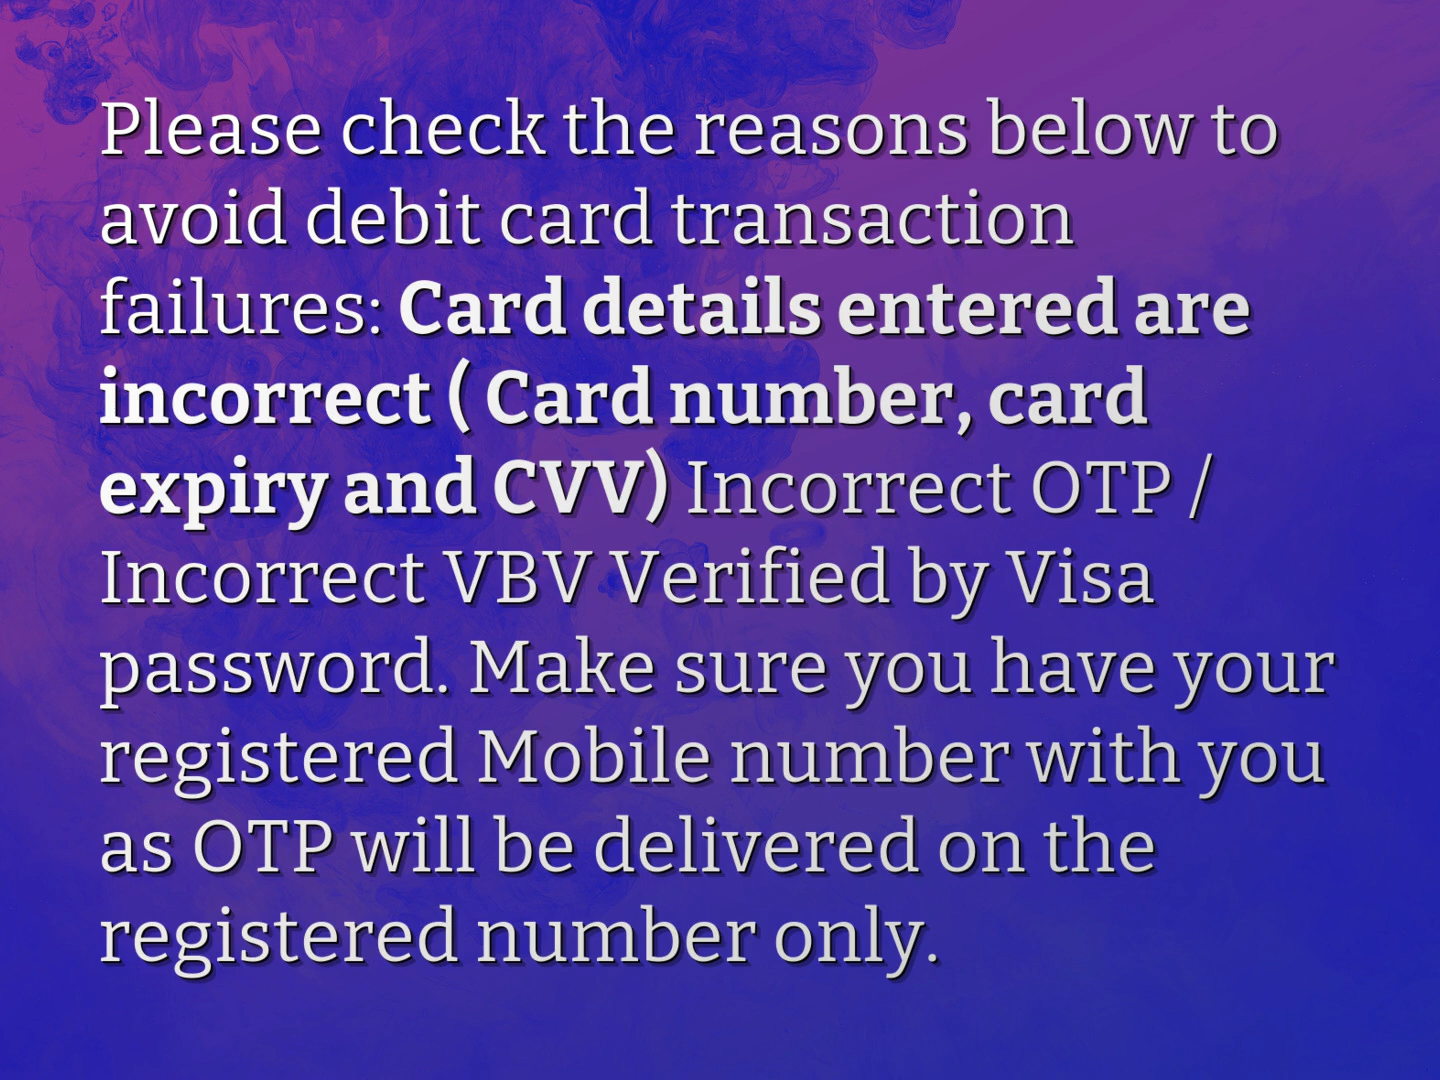 Please check the reasons below to
avoid debit card transaction
failures: Card details entered are
incorrect ( Card number, card
expiry and CVV) Incorrect OTP /
Incorrect VBV Verified by Visa
password. Make sure you have your
registered Mobile number with you
as OTP will be delivered on the
registered number only.